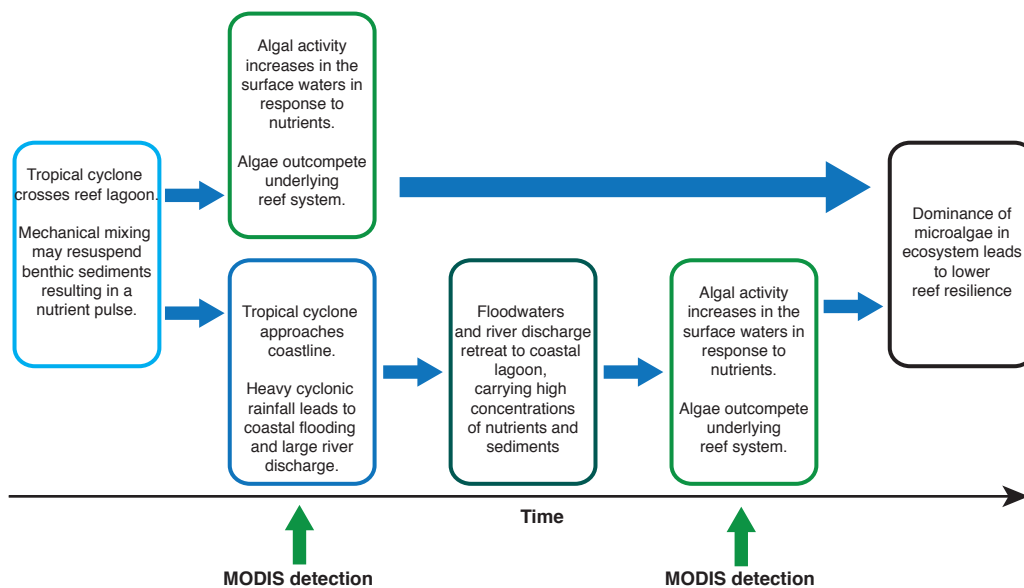 Tropical cyclone
crosses reef lagoon.
Mechanical mixing
may resuspend
benthic sediments
resulting in a
nutrient pulse.
Algal activity
increases in the
surface waters in
response to
nutrients.
Algae outcompete
underlying
reef system.
Tropical cyclone
approaches
coastline.
Heavy cyclonic
rainfall leads to
coastal flooding
and large river
discharge.
Floodwaters
and river discharge
retreat to coastal
lagoon,
carrying high
concentrations
of nutrients and
sediments
Algal activity
increases in the
surface waters in
response to
nutrients.
Algae outcompete
underlying
reef system.
Dominance of
microalgae in
ecosystem leads
to lower
reef resilience
Time
MODIS detection
MODIS detection